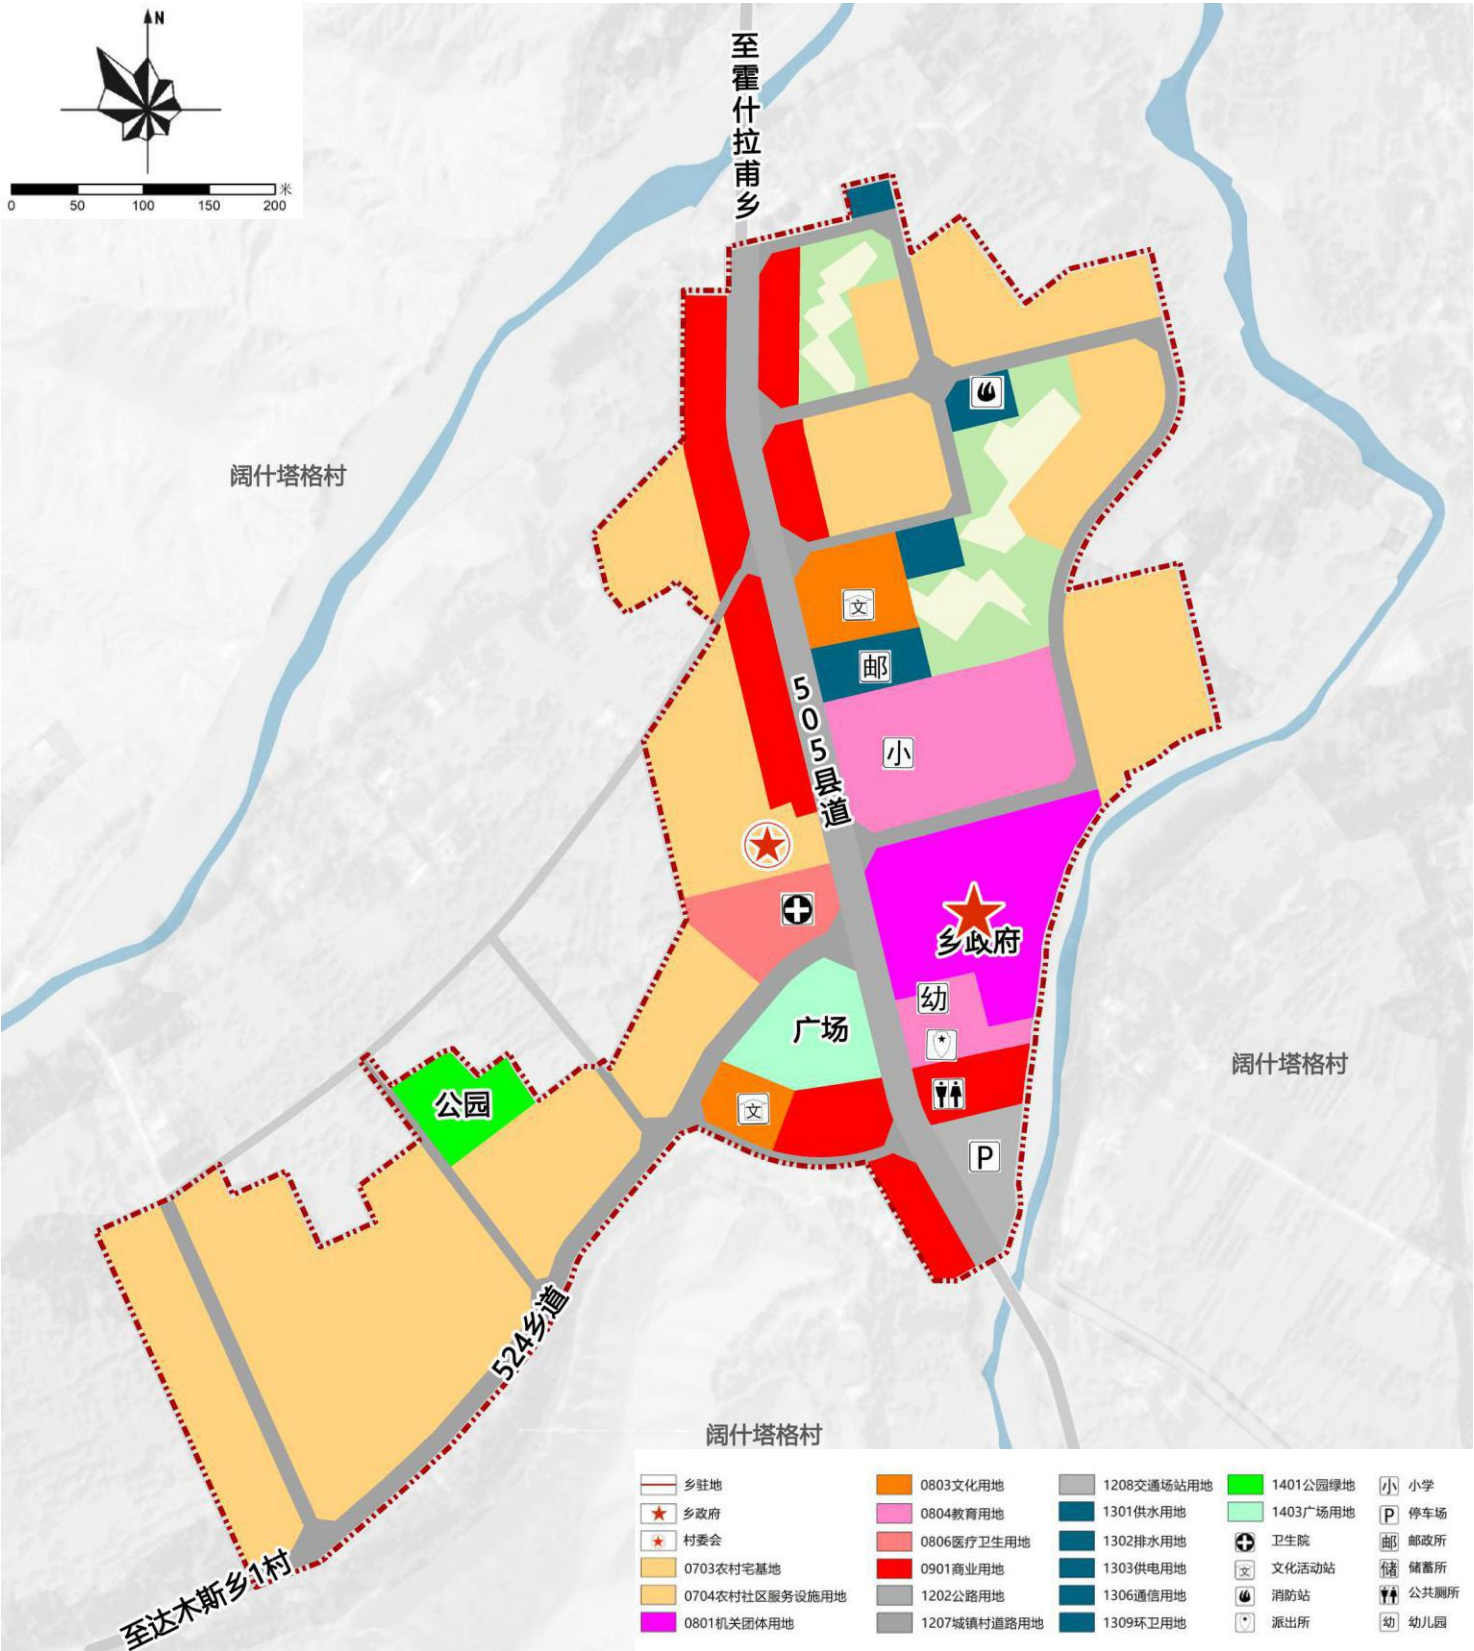 N
米
0 50 100 150 200
至霍什拉甫乡
阔什塔格村
文
邮
505县道
小
乡政府
幼
广场
阔什塔格村
公园
文
P
524乡道
阔什塔格村
至达木斯乡1村
乡驻地
乡政府
村委会
0703农村宅基地
0704农村社区服务设施用地
0801机关团体用地
0803文化用地
0804教育用地
0806医疗卫生用地
0901商业用地
1202公路用地
1207城镇村道路用地
1208交通场站用地
1301供水用地
1302排水用地
1303供电用地
1306通信用地
1309环卫用地
1401公园绿地
1403广场用地
卫生院
文 文化活动站
消防站
派出所
小 小学
P 停车场
邮 邮政所
储 储蓄所
公共厕所
幼 幼儿园